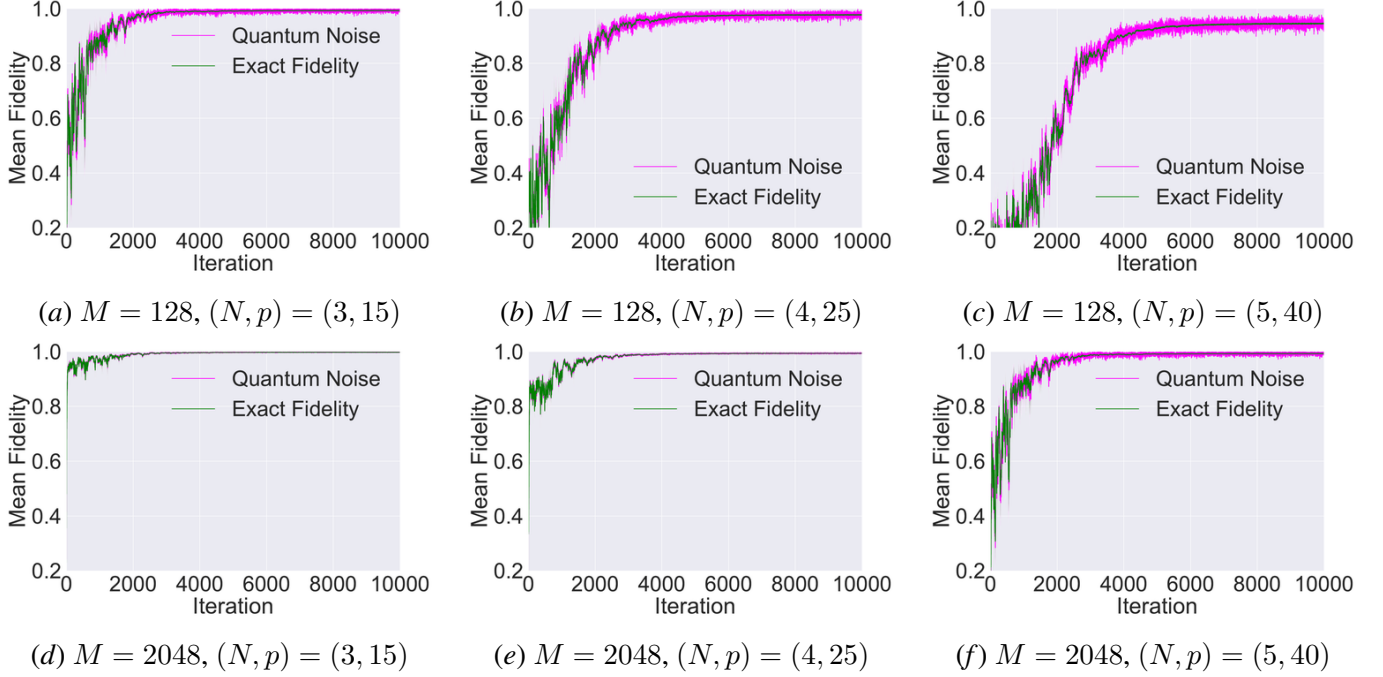 1.0
0.8
0.6
0.4
0.2
Mean Fidelity
Quantum Noise
Exact Fidelity
0 2000 4000 6000 8000 10000
Iteration
(a) M = 128, (N, p) = (3, 15)
1.0
0.8
0.6
0.4
0.2
Mean Fidelity
Quantum Noise
Exact Fidelity
0 2000 4000 6000 8000 10000
Iteration
(b) M = 128, (N, p) = (4, 25)
1.0
0.8
0.6
0.4
0.2
Mean Fidelity
Quantum Noise
Exact Fidelity
0 2000 4000 6000 8000 10000
Iteration
(c) M = 128, (N, p) = (5, 40)
1.0
0.8
0.6
0.4
0.2
Mean Fidelity
Quantum Noise
Exact Fidelity
0 2000 4000 6000 8000 10000
Iteration
(d) M = 2048, (N, p) = (3, 15)
1.0
0.8
0.6
0.4
0.2
Mean Fidelity
Quantum Noise
Exact Fidelity
0 2000 4000 6000 8000 10000
Iteration
(e) M = 2048, (N, p) = (4, 25)
1.0
0.8
0.6
0.4
0.2
Mean Fidelity
Quantum Noise
Exact Fidelity
0 2000 4000 6000 8000 10000
Iteration
(f) M = 2048, (N, p) = (5, 40)